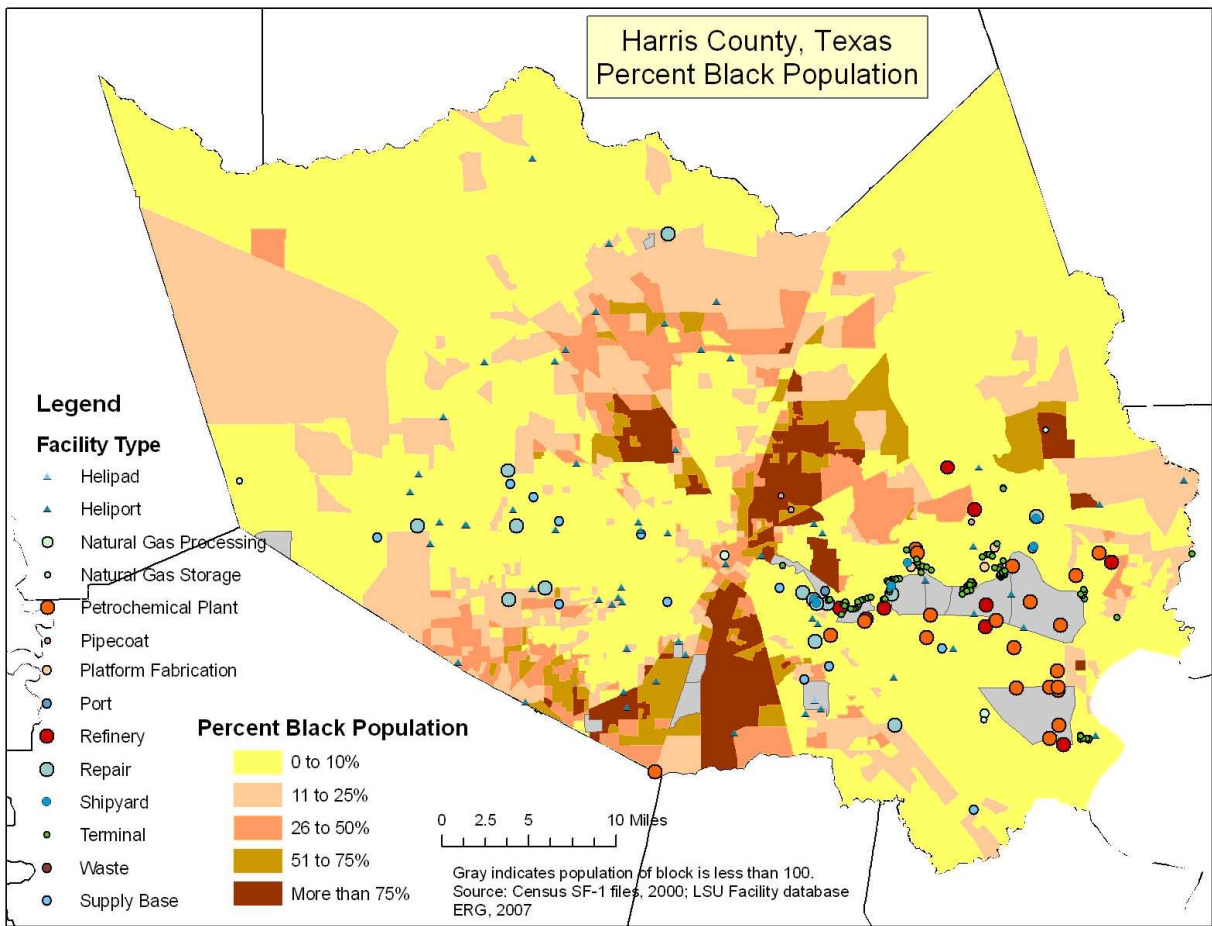 Harris County, Texas
Percent Black Population
Legend
Facility Type
Helipad
Heliport
Natural Gas Processing
Natural Gas Storage
Petrochemical Plant
Pipecoat
Platform Fabrication
Port
Refinery
Repair
Shipyard
Terminal
Waste
Supply Base
Percent Black Population
0 to 10%
11 to 25%
26 to 50%
51 to 75%
More than 75%
0 2.5 5 10 Miles
Gray indicates population of block is less than 100.
Source: Census SF-1 files, 2000; LSU Facility database
ERG, 2007